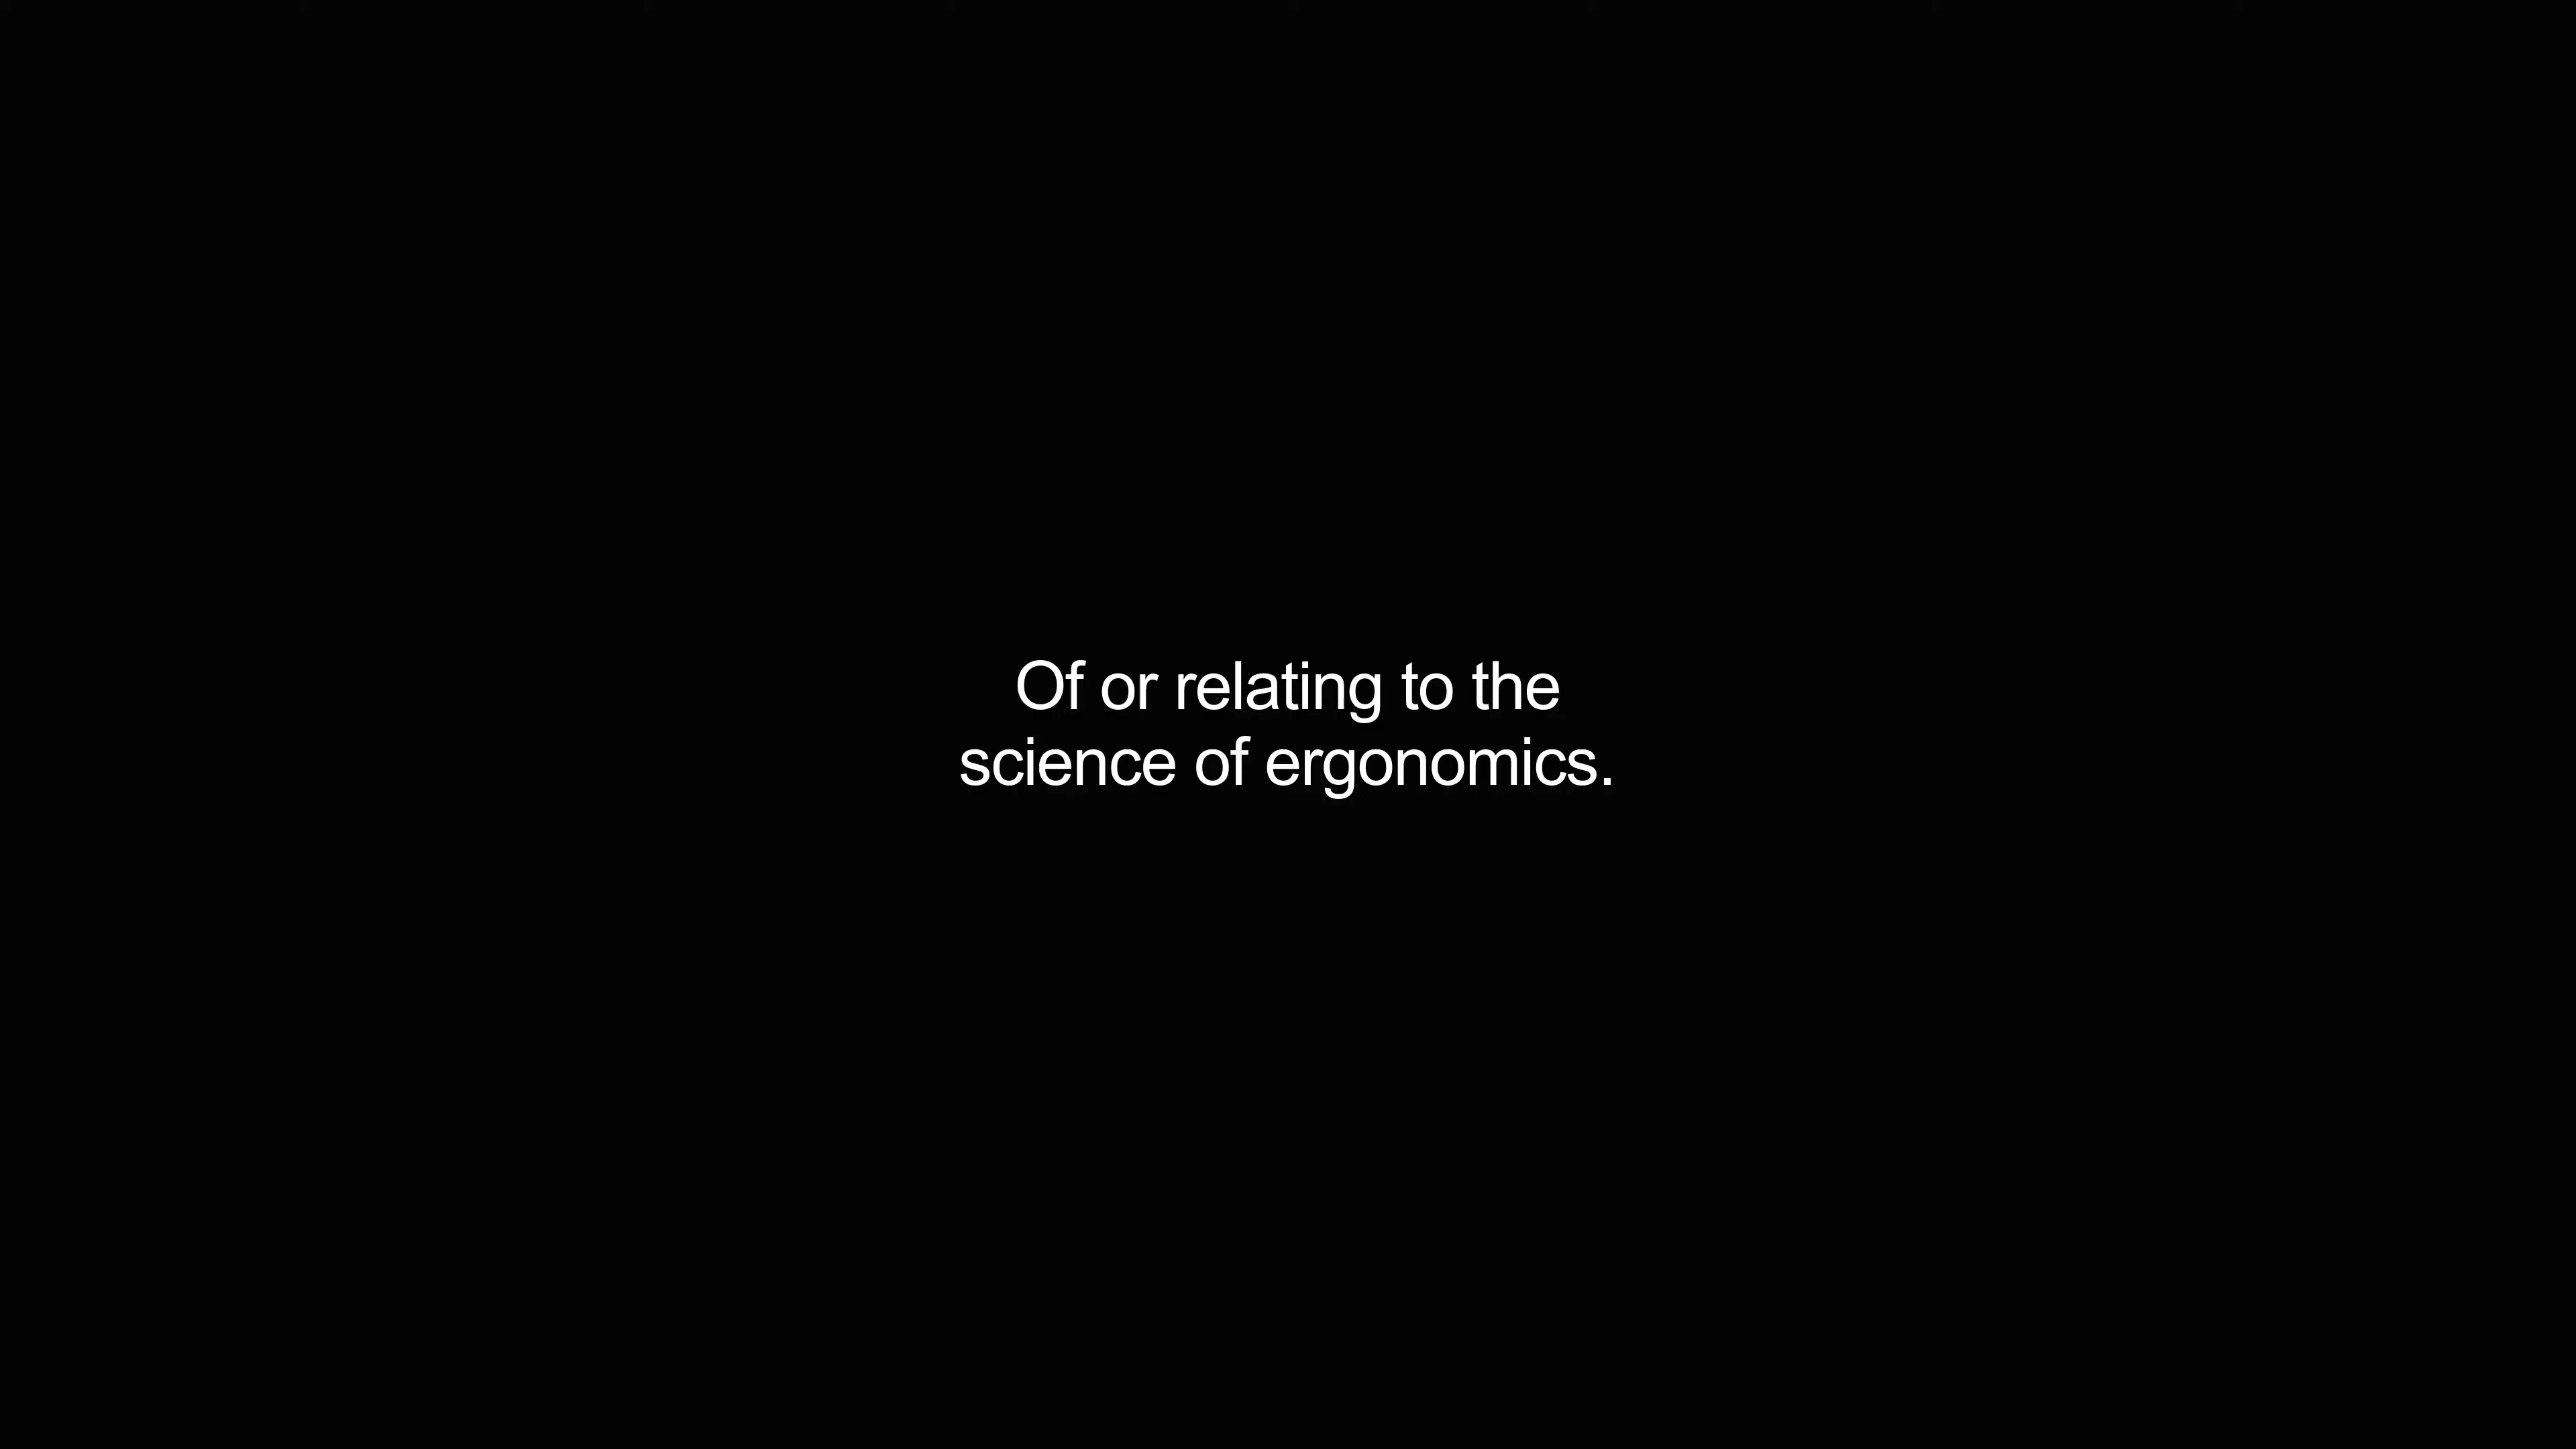 Of or relating to the
science of ergonomics.